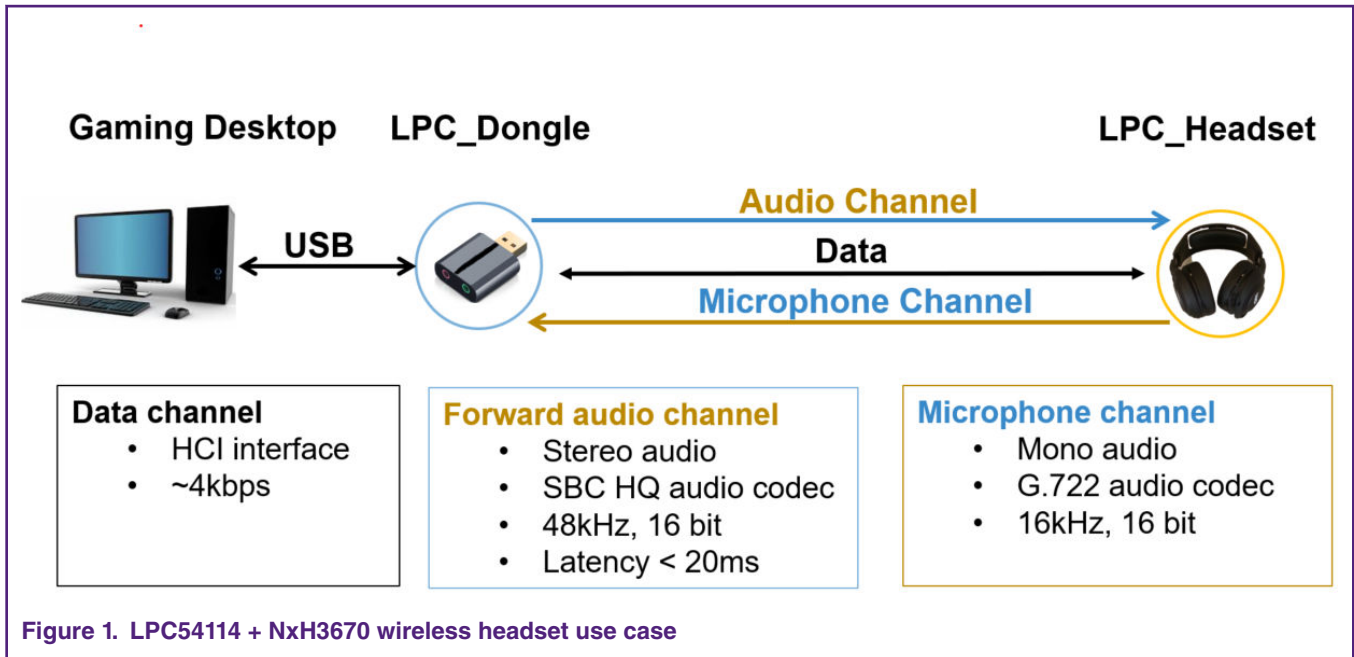 Gaming Desktop
LPC_Dongle
LPC_Headset
Audio Channel
USB
Data
Microphone Channel
Data channel
• HCI interface
• ~4kbps
Forward audio channel
• Stereo audio
• SBC HQ audio codec
• 48kHz, 16 bit
• Latency < 20ms
Microphone channel
• Mono audio
• G.722 audio codec
• 16kHz, 16 bit
Figure 1. LPC54114 + NxH3670 wireless headset use case